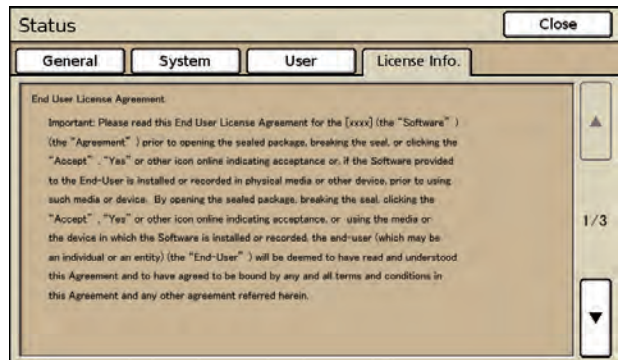 Status
Close
General
System
User
License Info.
End User License Agreement
Important: Please read this End User License Agreement for the [xxxx] (the “Software” )
(the “Agreement” ) prior to opening the sealed package, breaking the seal, or clicking the
“Accept” , “Yes” or other icon online indicating acceptance or, if the Software provided
to the End-User is installed or recorded in physical media or other device, prior to using
such media or device. By opening the sealed package, breaking the seal, clicking the
“Accept” , “Yes” or other icon online indicating acceptance, or using the media or
the device in which the Software is installed or recorded, the end-user (which may be
an individual or an entity) (the “End-User” ) will be deemed to have read and understood
this Agreement and to have agreed to be bound by any and all terms and conditions in
this Agreement and any other agreement referred herein.
1/3